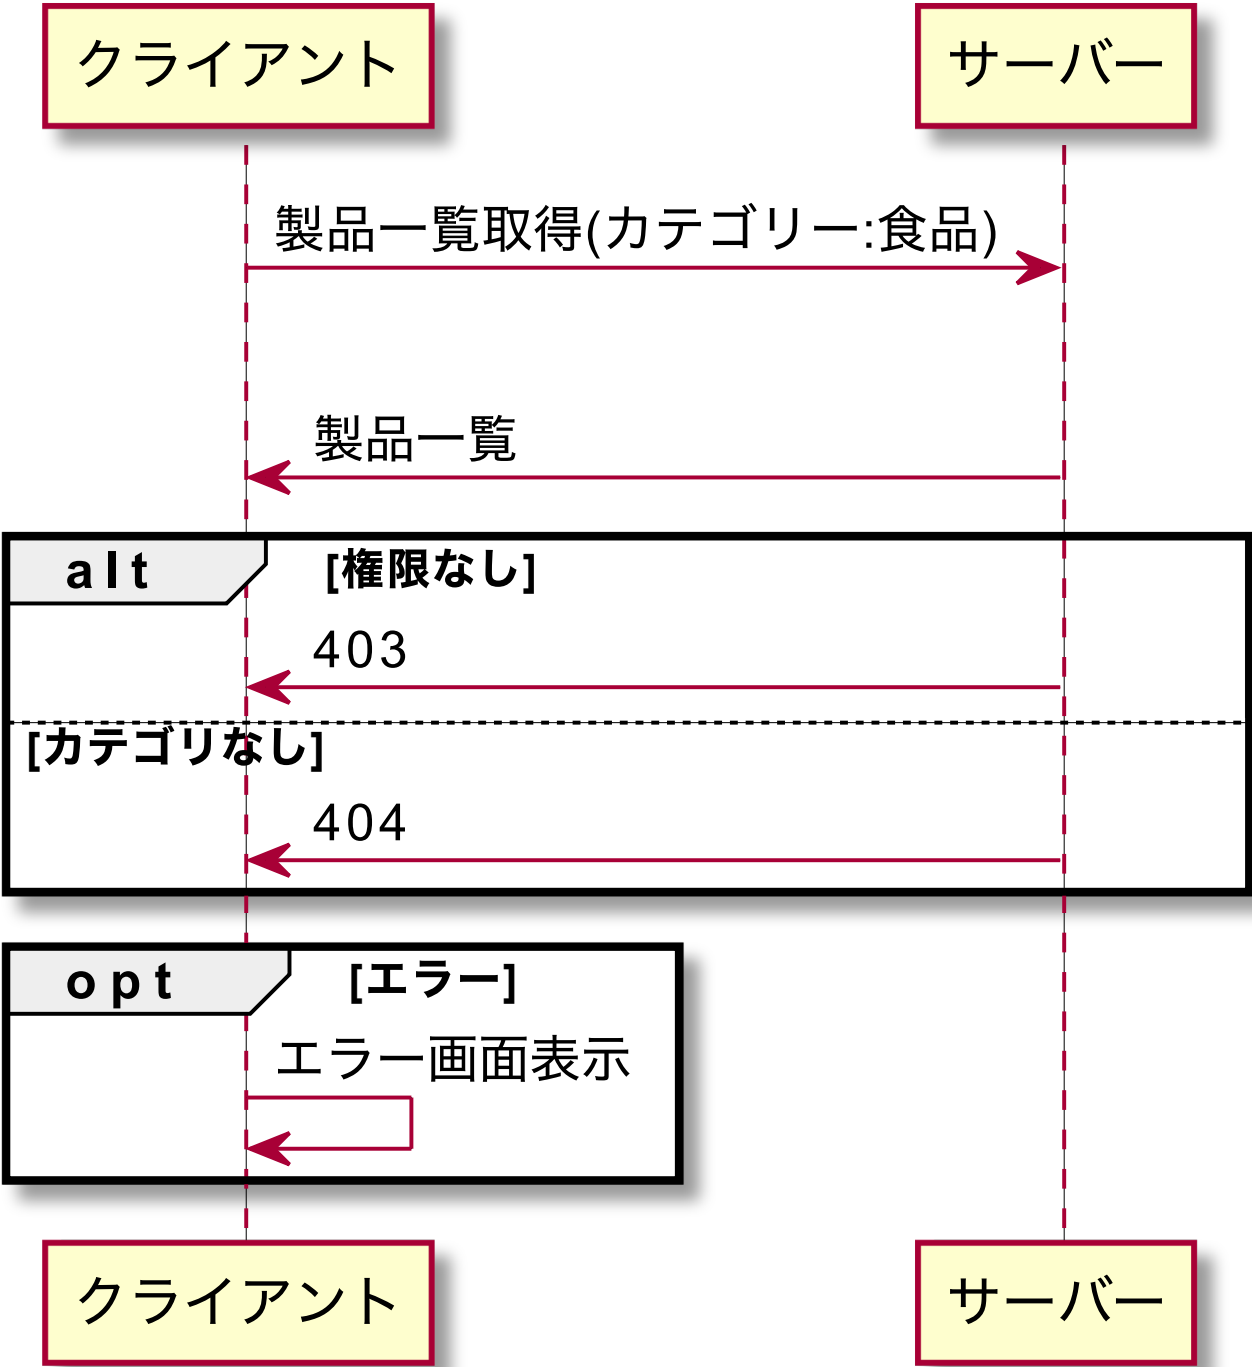 クライアント サーバー
製品一覧取得(カテゴリー:食品)
製品一覧
alt [権限なし]
403
[カテゴリなし]
404
opt [エラー]
エラー画面表示
クライアント サーバー